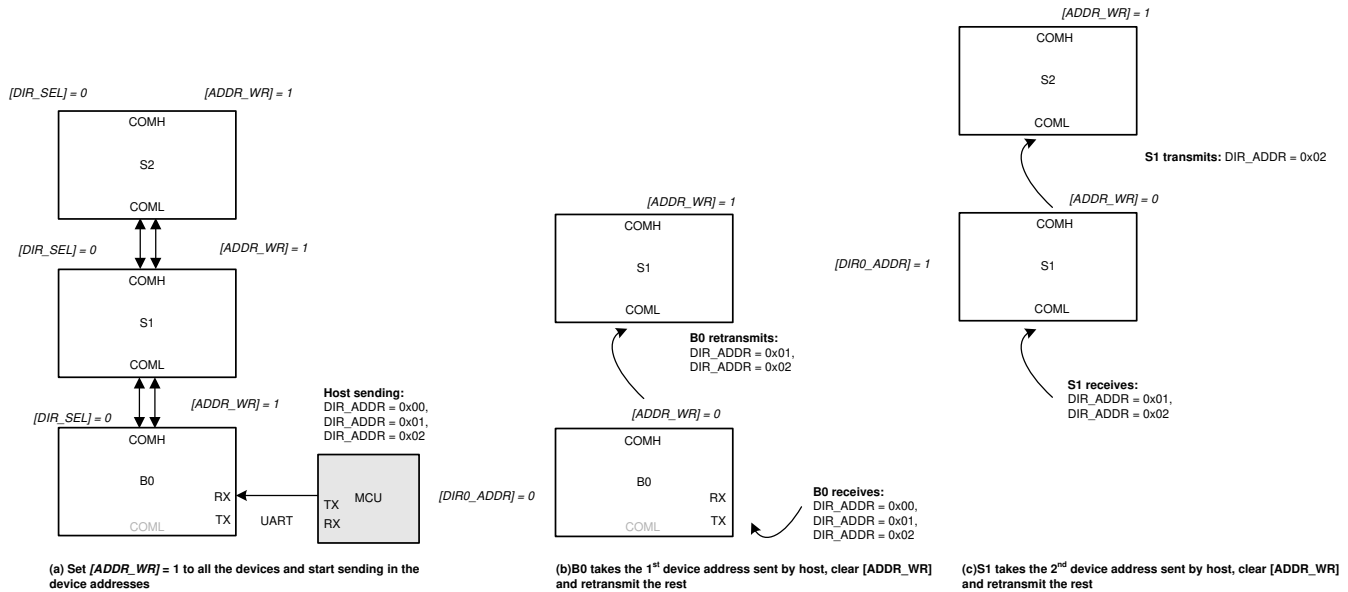 [DIR_SEL] = 0
[ADDR_WR] = 1
COMH
S2
COML
[DIR_SEL] = 0
[ADDR_WR] = 1
COMH
S1
COML
[DIR_SEL] = 0
[ADDR_WR] = 1
COMH
B0
RX
TX
COML
UART
Host sending:
DIR_ADDR = 0x00,
DIR_ADDR = 0x01,
DIR_ADDR = 0x02
MCU
TX
RX
(a) Set [ADDR_WR] = 1 to all the devices and start sending in the
device addresses
[ADDR_WR] = 1
COMH
S1
COML
B0 retransmits:
DIR_ADDR = 0x01,
DIR_ADDR = 0x02
[ADDR_WR] = 0
COMH
[DIR0_ADDR] = 0
B0
RX
TX
COML
B0 receives:
DIR_ADDR = 0x00,
DIR_ADDR = 0x01,
DIR_ADDR = 0x02
(b)B0 takes the 1st device address sent by host, clear [ADDR_WR]
and retransmit the rest
[ADDR_WR] = 1
COMH
S2
COML
S1 transmits: DIR_ADDR = 0x02
[ADDR_WR] = 0
COMH
[DIR0_ADDR] = 1
S1
COML
S1 receives:
DIR_ADDR = 0x01,
DIR_ADDR = 0x02
(c)S1 takes the 2nd device address sent by host, clear [ADDR_WR]
and retransmit the rest